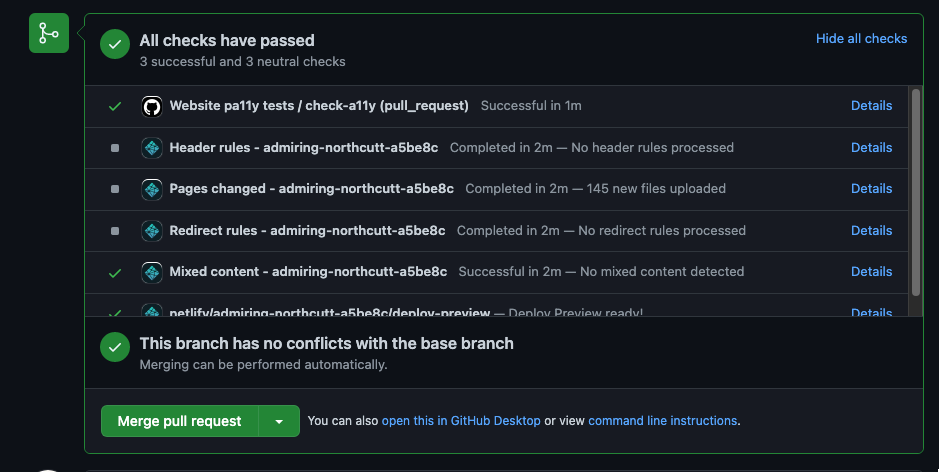 All checks have passed
Hide all checks
3 successful and 3 neutral checks
Website pa11y tests / check-a11y (pull_request) Successful in 1m Details
Header rules - admiring-northcutt-a5be8c Completed in 2m — No header rules processed Details
Pages changed - admiring-northcutt-a5be8c Completed in 2m — 145 new files uploaded Details
Redirect rules - admiring-northcutt-a5be8c Completed in 2m — No redirect rules processed Details
Mixed content - admiring-northcutt-a5be8c Successful in 2m — No mixed content detected Details
netlify/admiring-northcutt-a5be8c/deploy-preview — Deploy Preview ready! Details
This branch has no conflicts with the base branch
Merging can be performed automatically.
Merge pull request You can also open this in GitHub Desktop or view command line instructions.